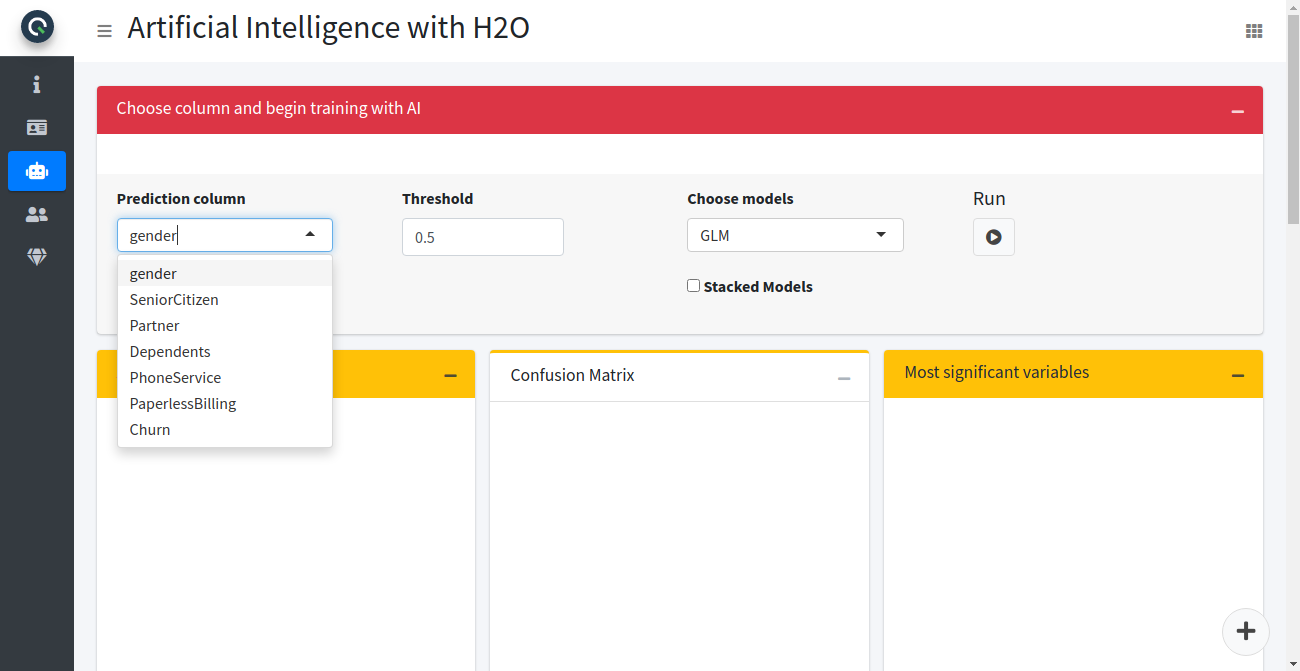 Artificial Intelligence with H2O
Choose column and begin training with AI
Prediction column
gender
gender
SeniorCitizen
Partner
Dependents
PhoneService
PaperlessBilling
Churn
Threshold
0.5
Choose models
GLM
Stacked Models
Run
Confusion Matrix
Most significant variables